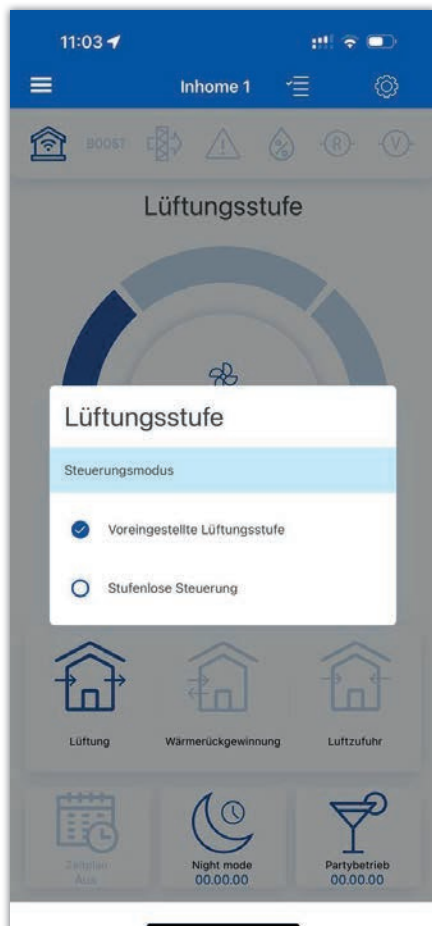 11:03
Inhome 1
BOOST
R
V
Lüftungsstufe
Lüftungsstufe
Steuerungsmodus
Voreingestellte Lüftungsstufe
Stufenlose Steuerung
Lüftung
Wärmerückgewinnung
Luftzufuhr
Zeitplan
Aus
Night mode
00.00.00
Partybetrieb
00.00.00